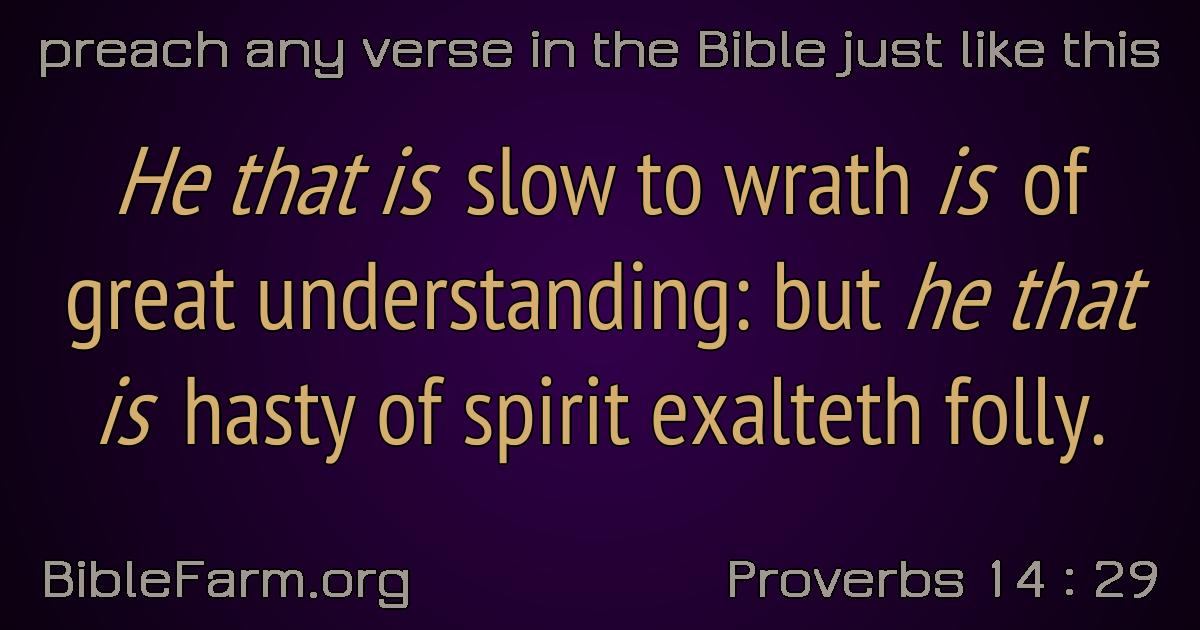 preach any verse in the Bible just like this
He that is slow to wrath is of
great understanding: but he that
is hasty of spirit exalteth folly.
BibleFarm.org
Proverbs 14 : 29